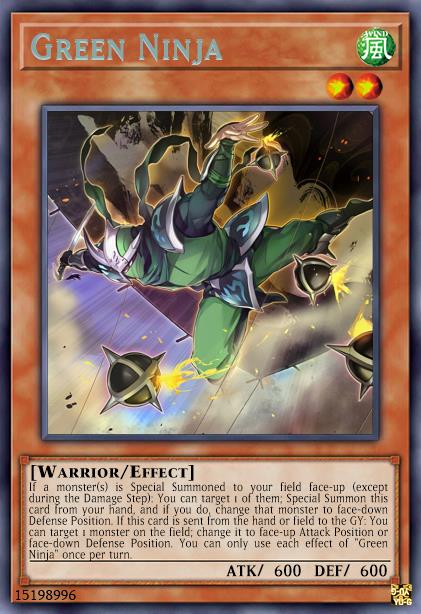 GREEN NINJA
WIND
風
[WARRIOR/EFFECT]
If a monster(s) is Special Summoned to your field face-up (except
during the Damage Step): You can target 1 of them; Special Summon this
card from your hand, and if you do, change that monster to face-down
Defense Position. If this card is sent from the hand or field to the GY: You
can target 1 monster on the field; change it to face-up Attack Position or
face-down Defense Position. You can only use each effect of "Green
Ninja" once per turn.
ATK/ 600 DEF/ 600
15198996